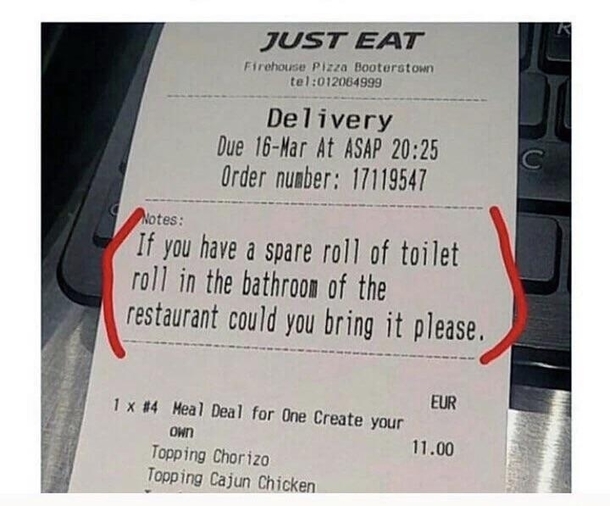 JUST EAT
Firehouse Pizza Booterstown
tel:012064999
Delivery
Due 16-Mar At ASAP 20:25
Order number: 17119547
Notes:
If you have a spare roll of toilet
roll in the bathroom of the
restaurant could you bring it please.
EUR
1 x #4 Meal Deal for One Create your
own
11.00
Topping Chorizo
Topping Cajun Chicken
C